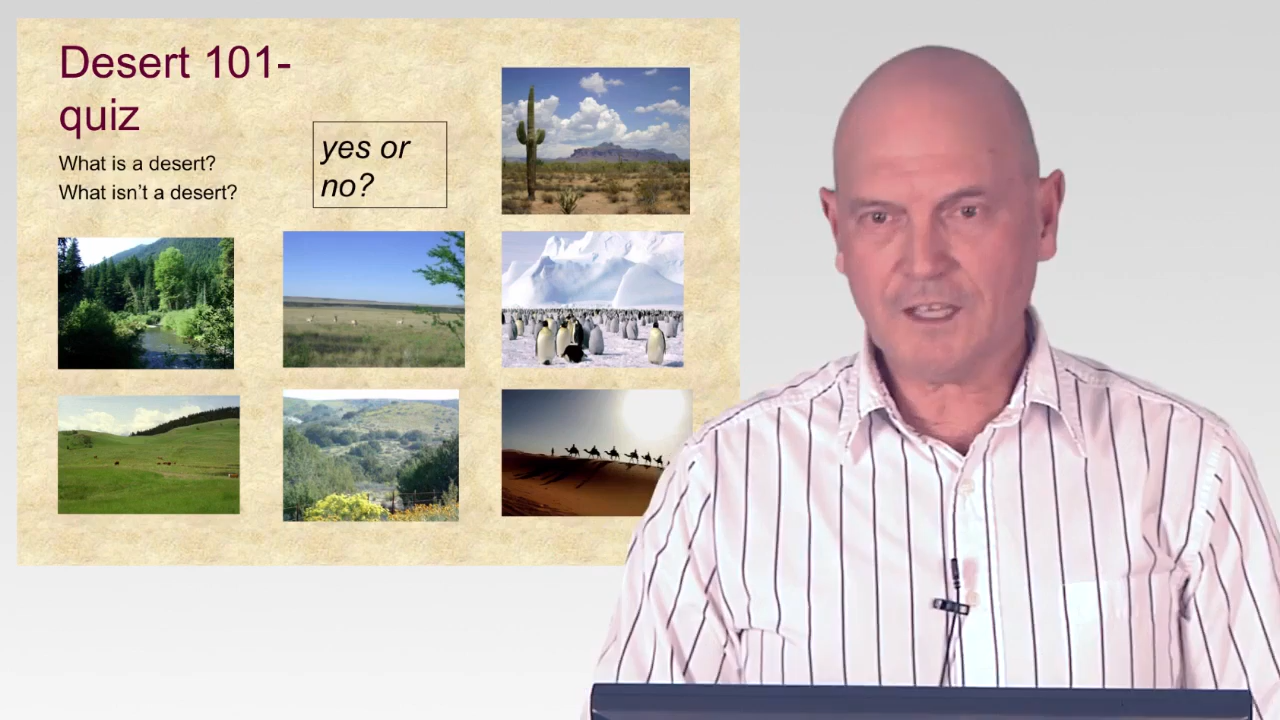 Desert 101-
quiz
What is a desert?
What isn't a desert?
yes or
no?